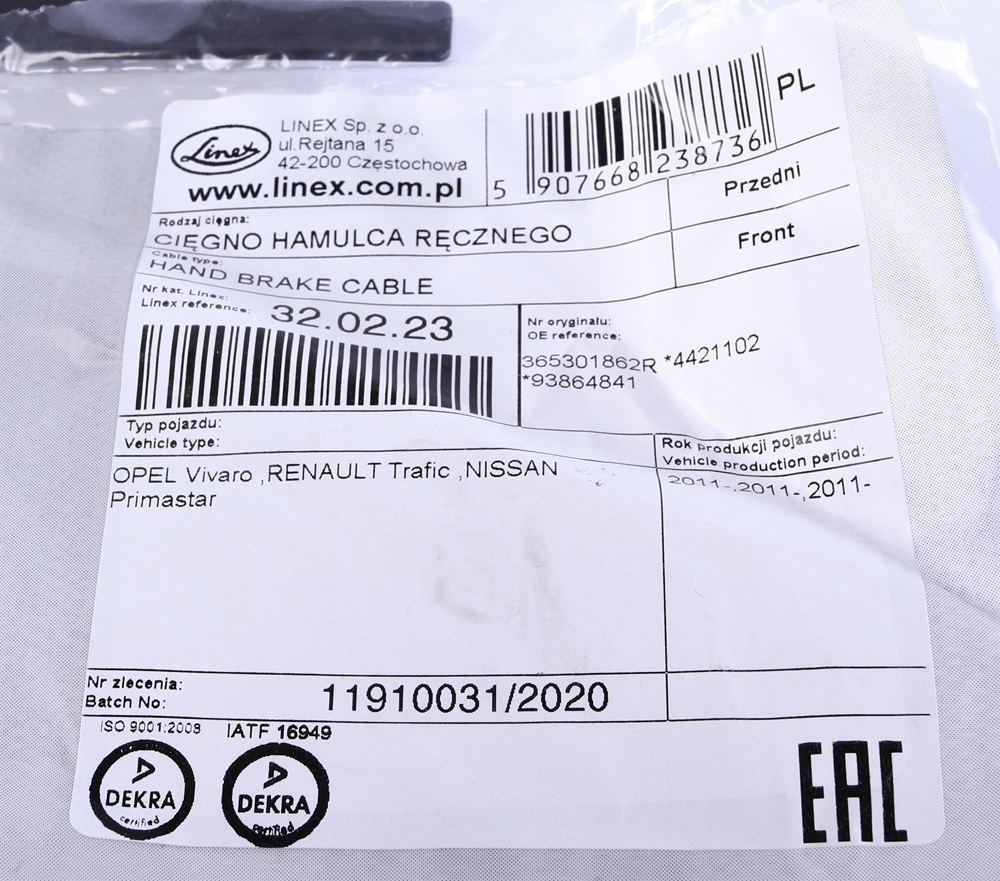 Linex
LINEX Sp. z o.o.
ul.Rejtana 15
42-200 Częstochowa
www.linex.com.pl
5 907668 238736
PL
Rodzaj cięgna:
CIĘGNO HAMULCA RĘCZNEGO
Przedni
Cable type:
HAND BRAKE CABLE
Front
Nr kat. Linex:
Linex reference:
32.02.23
Nr oryginału:
OE reference:
365301862R *4421102
*93864841
Typ pojazdu:
Vehicle type:
Rok produkcji pojazdu:
Vehicle production period:
OPEL Vivaro ,RENAULT Trafic ,NISSAN
Primastar
2011-,2011-,2011-
Nr zlecenia:
Batch No:
11910031/2020
ISO 9001:2008
IATF 16949
DEKRA
certified
DEKRA
certified
EAC